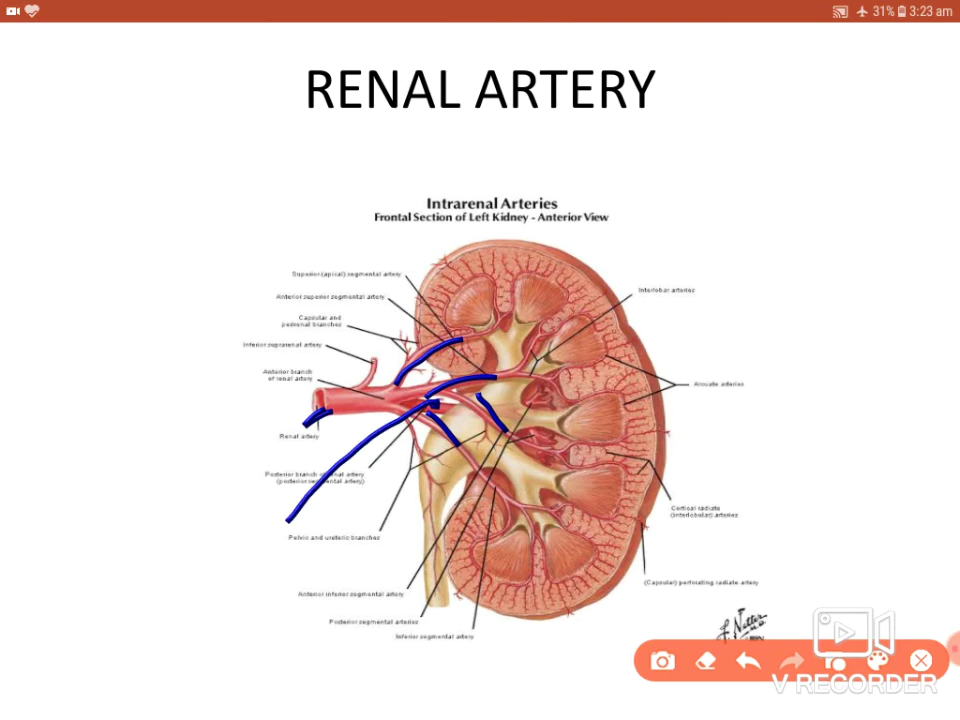 31% 3:23 am
RENAL ARTERY
Intrarenal Arteries
Frontal Section of Left Kidney - Anterior View
Superior (apical) segmental artery
Anterior superior segmental artery
Capsular and
perirenal branches
Inferior suprarenal artery
Anterior branch
of renal artery
Renal artery
Posterior branch of renal artery
(posterior segmental artery)
Pelvic and ureteric branches
Anterior inferior segmental artery
Posterior segmental arteries
Inferior segmental artery
Interlobar arteries
Arcuate arteries
Cortical radiate
(interlobular) arteries
(Capsular) perforating radiate artery
F. Netter
M.D.
V RECORDER